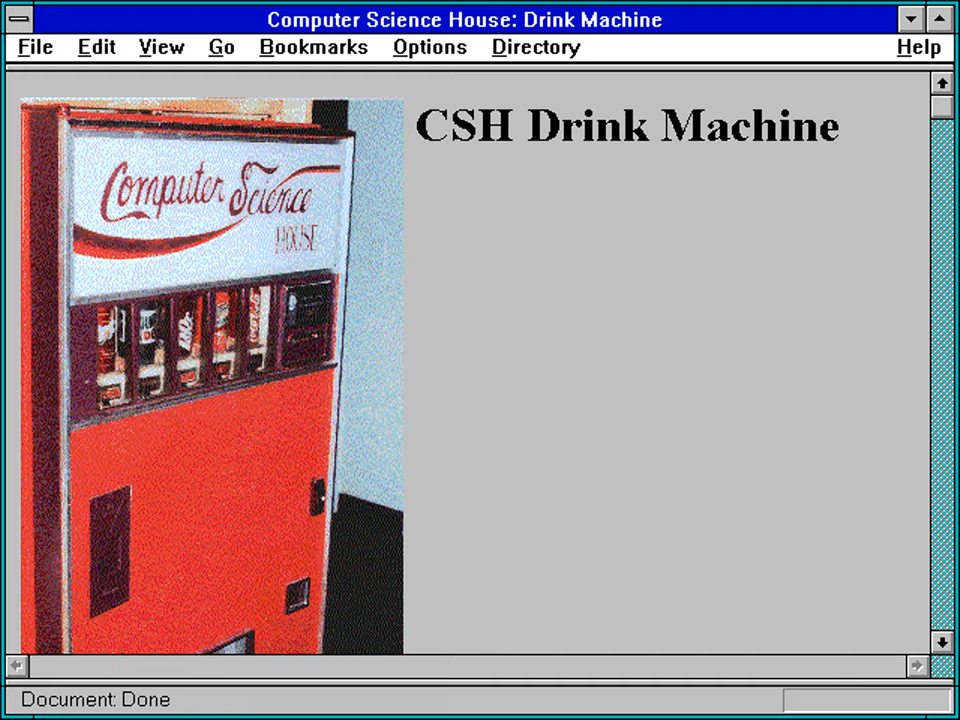 Computer Science House: Drink Machine
File Edit View Go Bookmarks Options Directory Help
CSH Drink Machine
Computer Science
HOUSE
Document: Done